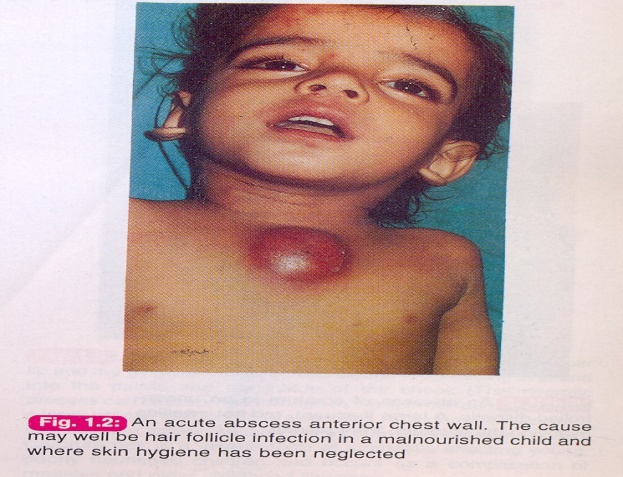 Fig. 1.2: An acute abscess anterior chest wall. The cause
may well be hair follicle infection in a malnourished child and
where skin hygiene has been neglected